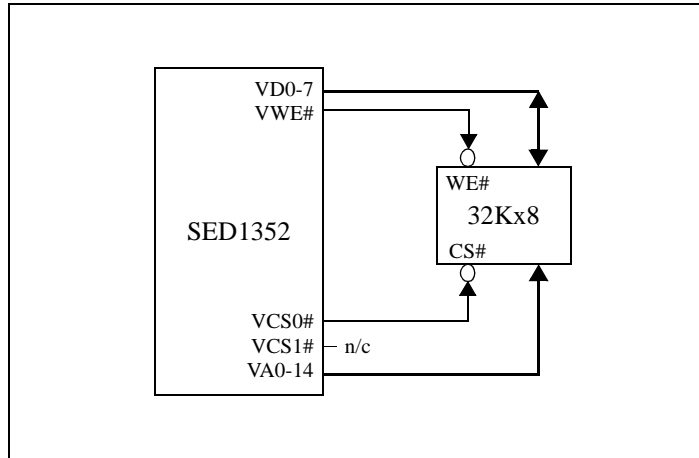 VD0-7
VWE#
WE#
32Kx8
SED1352
CS#
VCS0#
VCS1# n/c
VA0-14